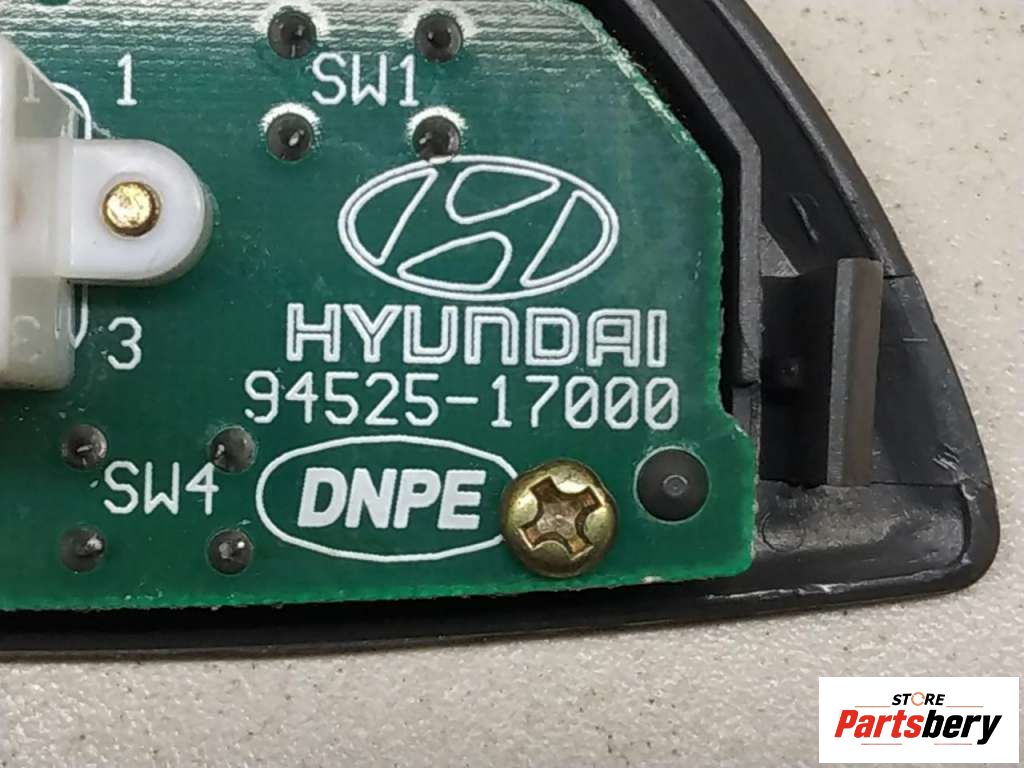 1
SW1
HYUNDAI
3
94525-17000
SW4
DNPE
STORE
Partsbery